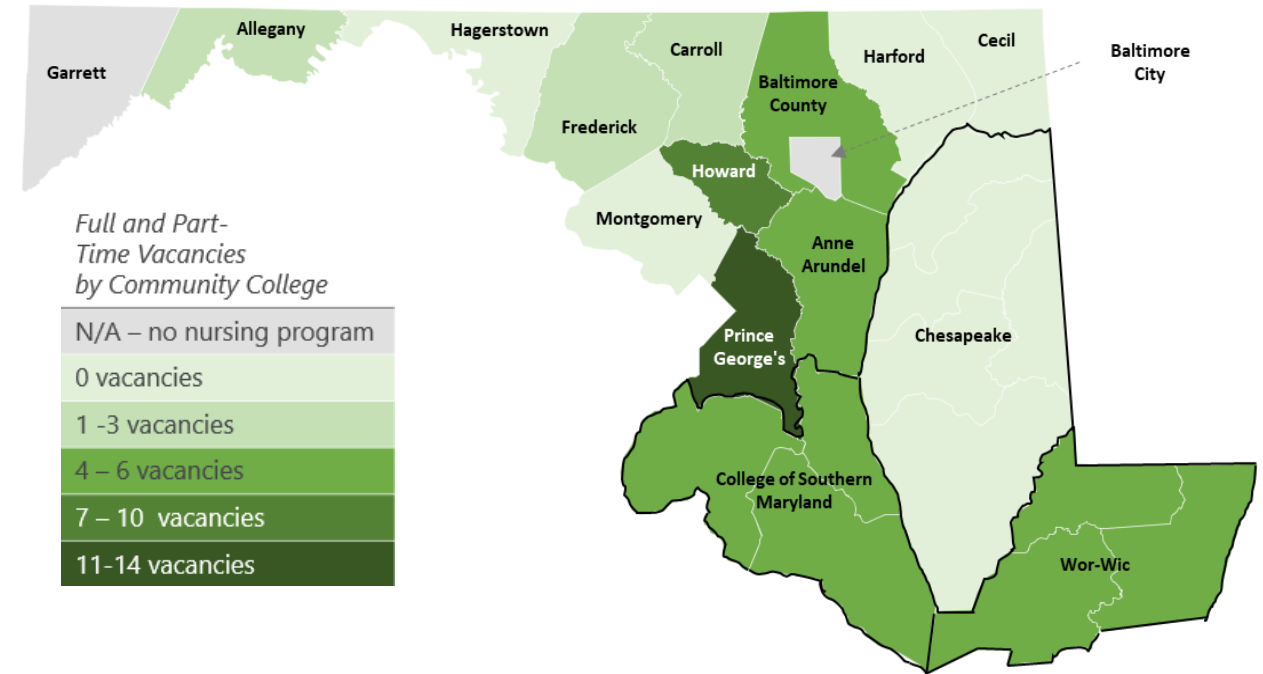 Allegany
Hagerstown
Carroll
Harford
Cecil
Baltimore
City
Garrett
Baltimore
County
Frederick
Howard
Montgomery
Anne
Arundel
Full and Part-
Time Vacancies
by Community College
N/A – no nursing program
0 vacancies
1 -3 vacancies
4 – 6 vacancies
7 – 10 vacancies
11-14 vacancies
Prince
George's
Chesapeake
College of Southern
Maryland
Wor-Wic